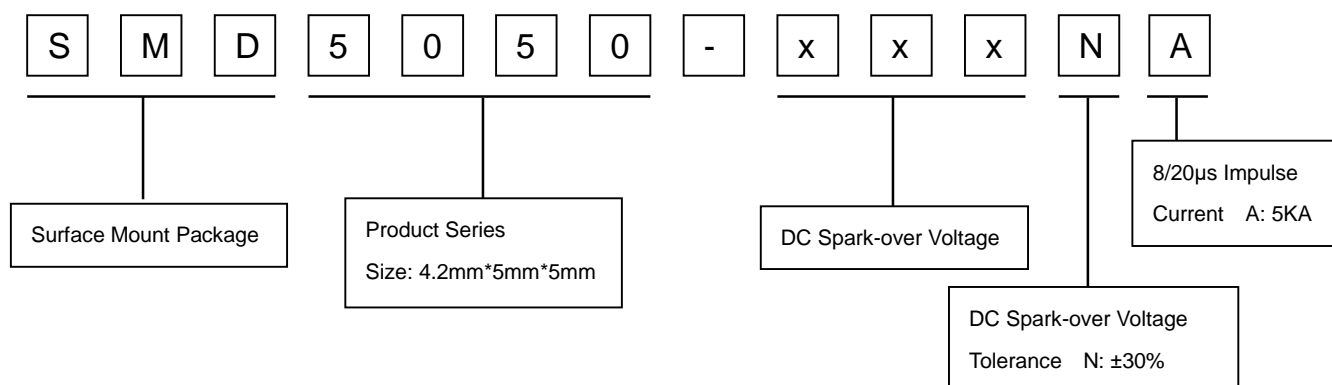 S M D 5 0 5 0 - x x x N A
8/20µs Impulse
Current A: 5KA
Surface Mount Package
Product Series
Size: 4.2mm*5mm*5mm
DC Spark-over Voltage
DC Spark-over Voltage
Tolerance N: ±30%